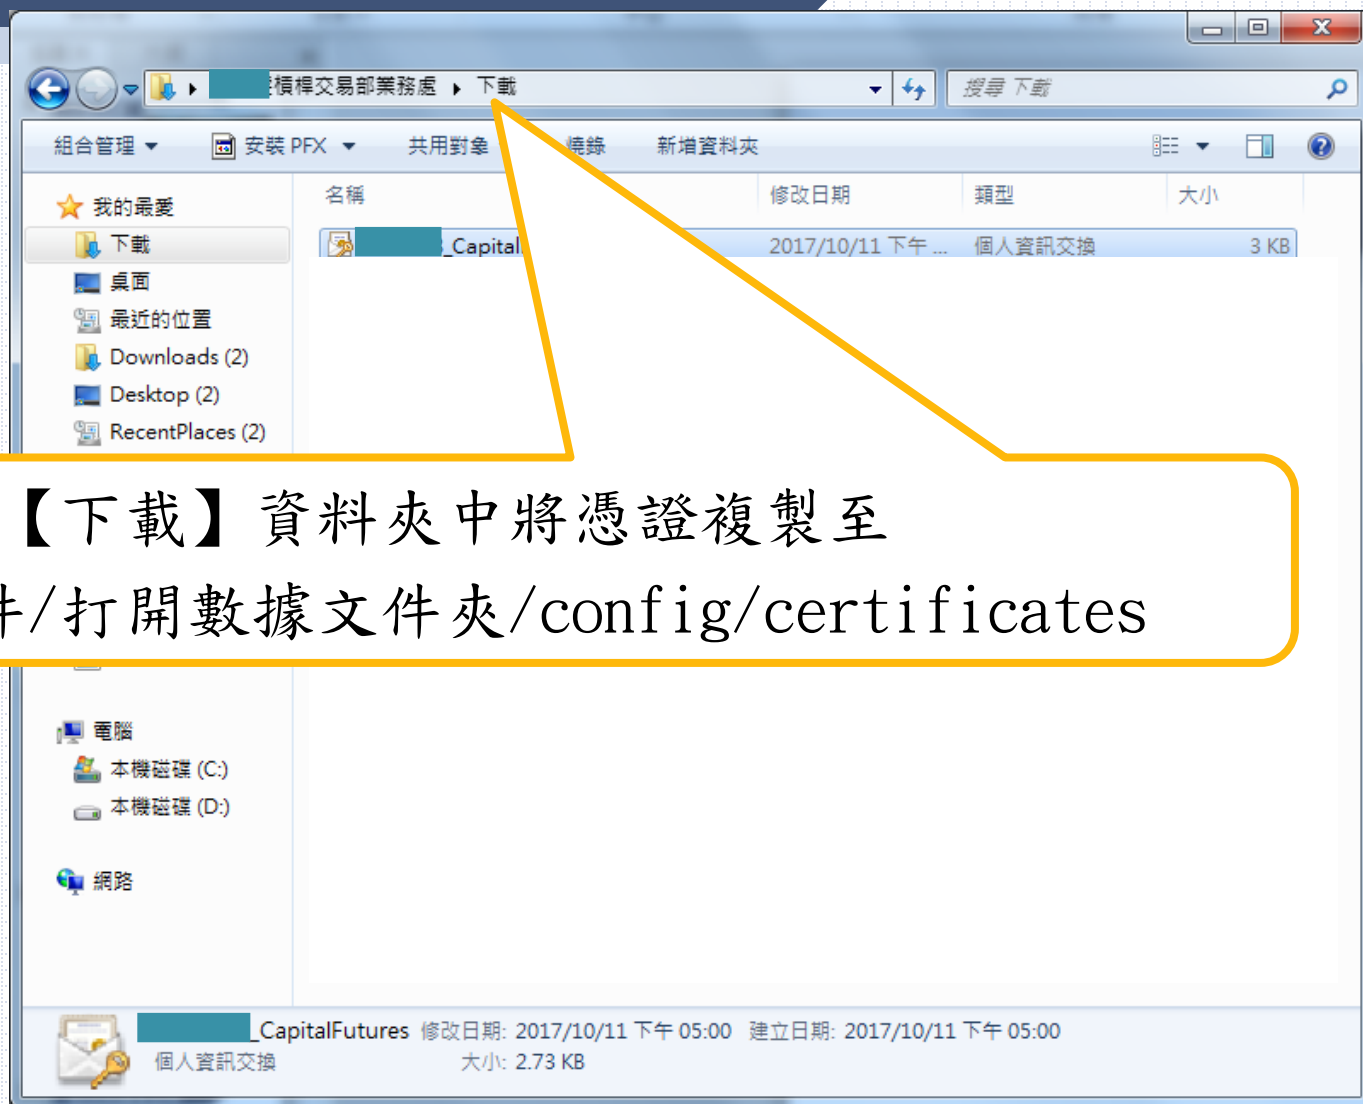 槓桿交易部業務處 ▸ 下載
搜尋 下載
組合管理
安裝 PFX
共用對象
燒錄
新增資料夾
名稱
修改日期
類型
大小
我的最愛
下載
_Capital
2017/10/11 下午 ...
個人資訊交換
3 KB
桌面
最近的位置
Downloads (2)
Desktop (2)
RecentPlaces (2)
【下載】資料夾中將憑證複製至
件/打開數據文件夾/config/certificates
電腦
本機磁碟 (C:)
本機磁碟 (D:)
網路
_CapitalFutures 修改日期: 2017/10/11 下午 05:00 建立日期: 2017/10/11 下午 05:00
個人資訊交換 大小: 2.73 KB